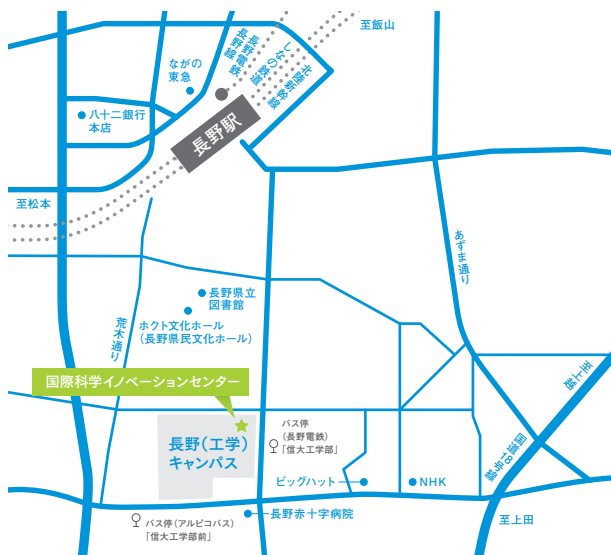 至飯山
ながの
東急
長野電鉄
長野線
しなの鉄道
北陸新幹線
八十二銀行
本店
長野駅
至松本
あずま通り
長野県立
図書館
ホクト文化ホール
（長野県民文化ホール）
荒木通り
国際科学イノベーションセンター
至上越
バス停
（長野電鉄）
「信大工学部」
長野（工学）
キャンパス
国道18号線
ビッグハット
NHK
長野赤十字病院
バス停（アルピコバス）
「信大工学部前」
至上田